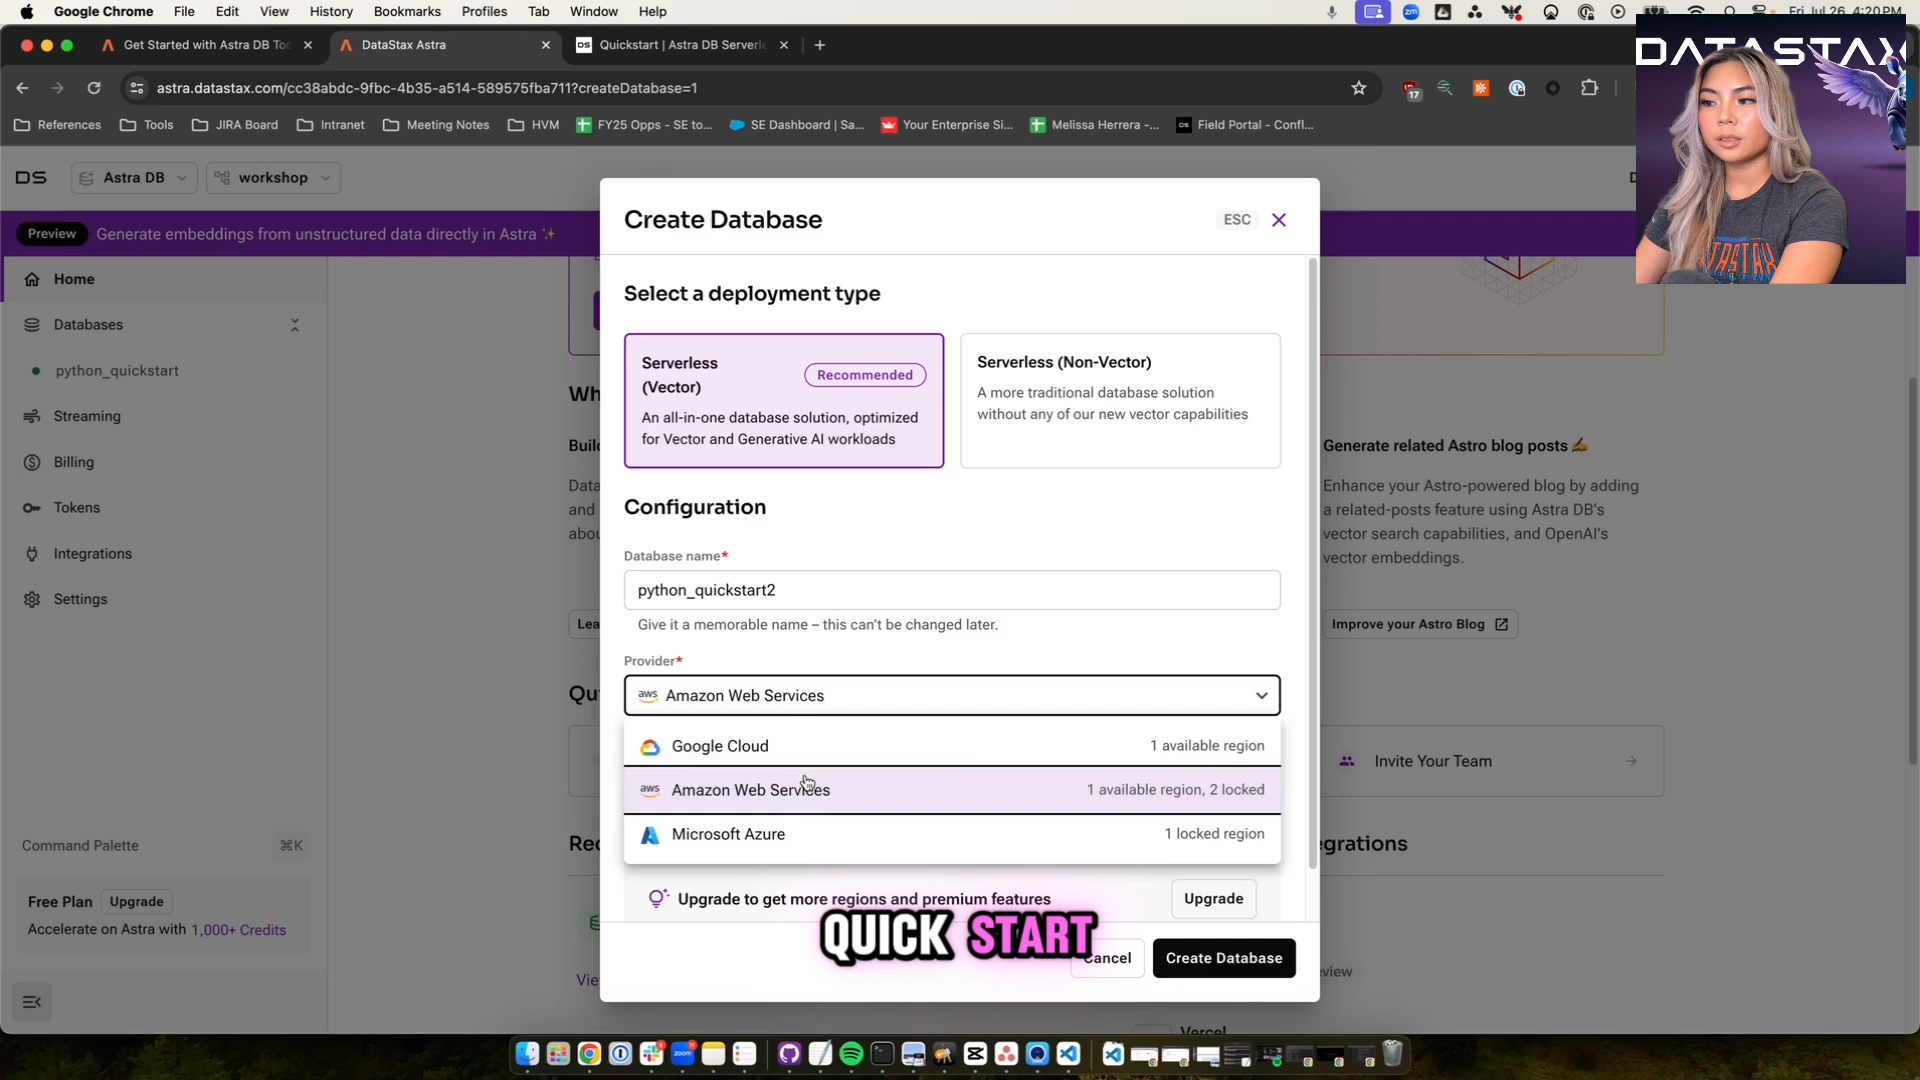 Google Chrome File Edit View History Bookmarks Profiles Tab Window Help
Fri Jul 26 4:20PM
Get Started with Astra DB Too
DataStax Astra
Quickstart | Astra DB Serverle
astra.datastax.com/cc38abdc-9fbc-4b35-a514-589575fba711?createDatabase=1
17
References Tools JIRA Board Intranet Meeting Notes HVM FY25 Opps - SE to... SE Dashboard | Sa... Your Enterprise Si... Melissa Herrera -... Field Portal - Confl...
DATASTAX
DS Astra DB workshop
Preview Generate embeddings from unstructured data directly in Astra ✨
Home
Databases
python_quickstart
Streaming
Billing
Tokens
Integrations
Settings
Command Palette ⌘K
Free Plan Upgrade
Accelerate on Astra with 1,000+ Credits
Create Database ESC
Select a deployment type
Serverless
(Vector)
Recommended
An all-in-one database solution, optimized
for Vector and Generative AI workloads
Serverless (Non-Vector)
A more traditional database solution
without any of our new vector capabilities
Configuration
Database name*
python_quickstart2
Give it a memorable name – this can't be changed later.
Provider*
aws Amazon Web Services
Google Cloud 1 available region
aws Amazon Web Services 1 available region, 2 locked
Microsoft Azure 1 locked region
Upgrade to get more regions and premium features Upgrade
QUICK START
Cancel Create Database
Generate related Astro blog posts ✍️
Enhance your Astro-powered blog by adding
a related-posts feature using Astra DB's
vector search capabilities, and OpenAI's
vector embeddings.
Improve your Astro Blog
Invite Your Team
Vercel